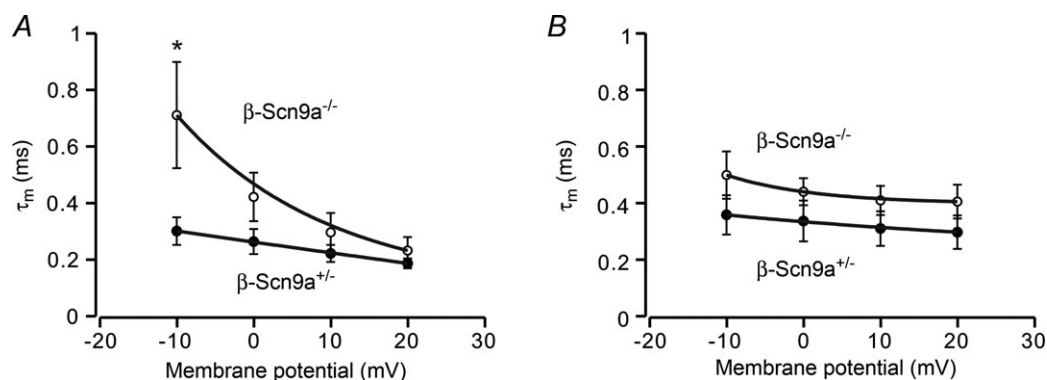 A
*
1
0.8
0.6
0.4
0.2
0
τm (ms)
β-Scn9a-/-
β-Scn9a+/-
-20 -10 0 10 20 30
Membrane potential (mV)
B
1
0.8
0.6
0.4
0.2
0
τm (ms)
β-Scn9a-/-
β-Scn9a+/-
-20 -10 0 10 20 30
Membrane potential (mV)